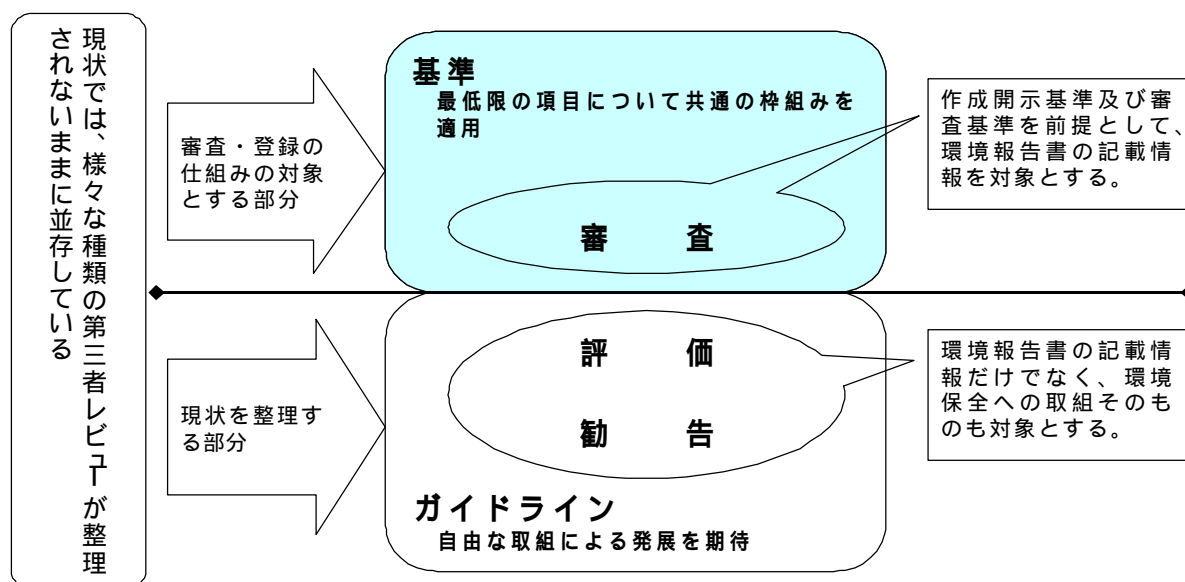 現状では、様々な種類の第三者レビューが整理
されないままに並存している
審査・登録の
仕組みの対象
とする部分
基準
最低限の項目について共通の枠組みを
適用
審　査
作成開示基準及び審
査基準を前提として、
環境報告書の記載情
報を対象とする。
現状を整理す
る部分
評　価
勧　告
ガイドライン
自由な取組による発展を期待
環境報告書の記載情
報だけでなく、環境
保全への取組そのも
のも対象とする。